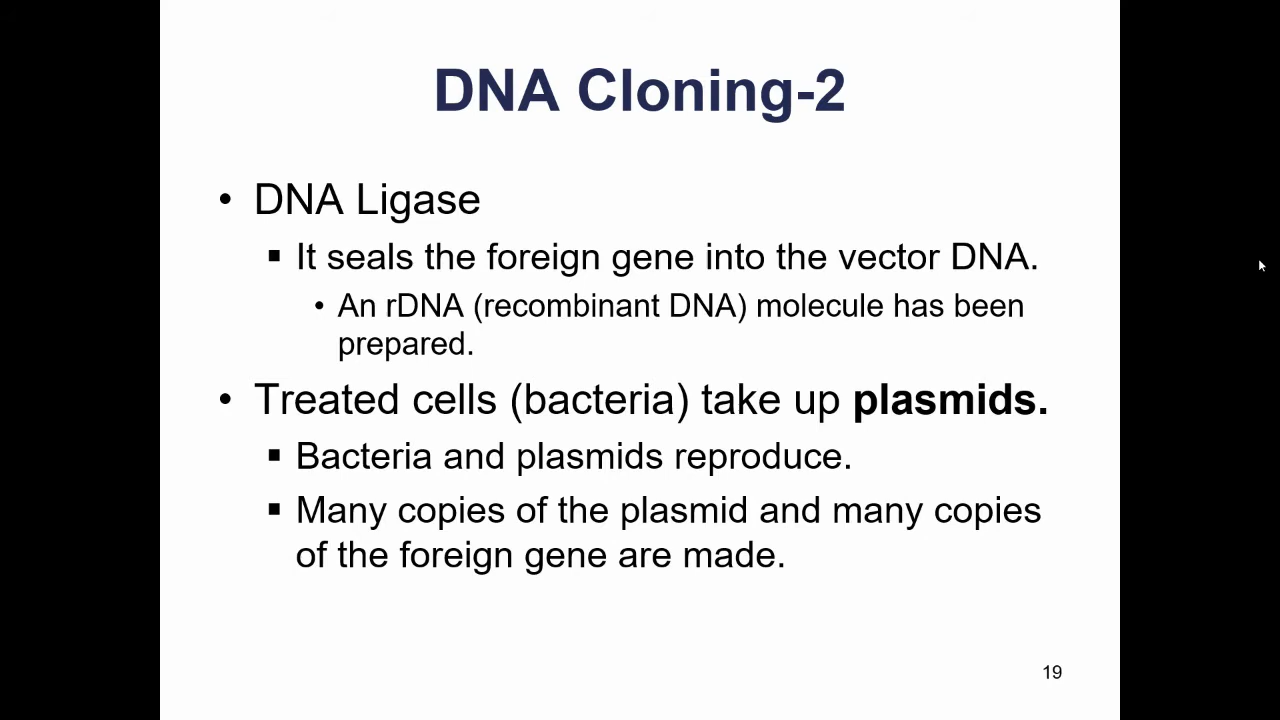 DNA Cloning-2
• DNA Ligase
▪ It seals the foreign gene into the vector DNA.
• An rDNA (recombinant DNA) molecule has been
prepared.
• Treated cells (bacteria) take up plasmids.
▪ Bacteria and plasmids reproduce.
▪ Many copies of the plasmid and many copies
of the foreign gene are made.
19